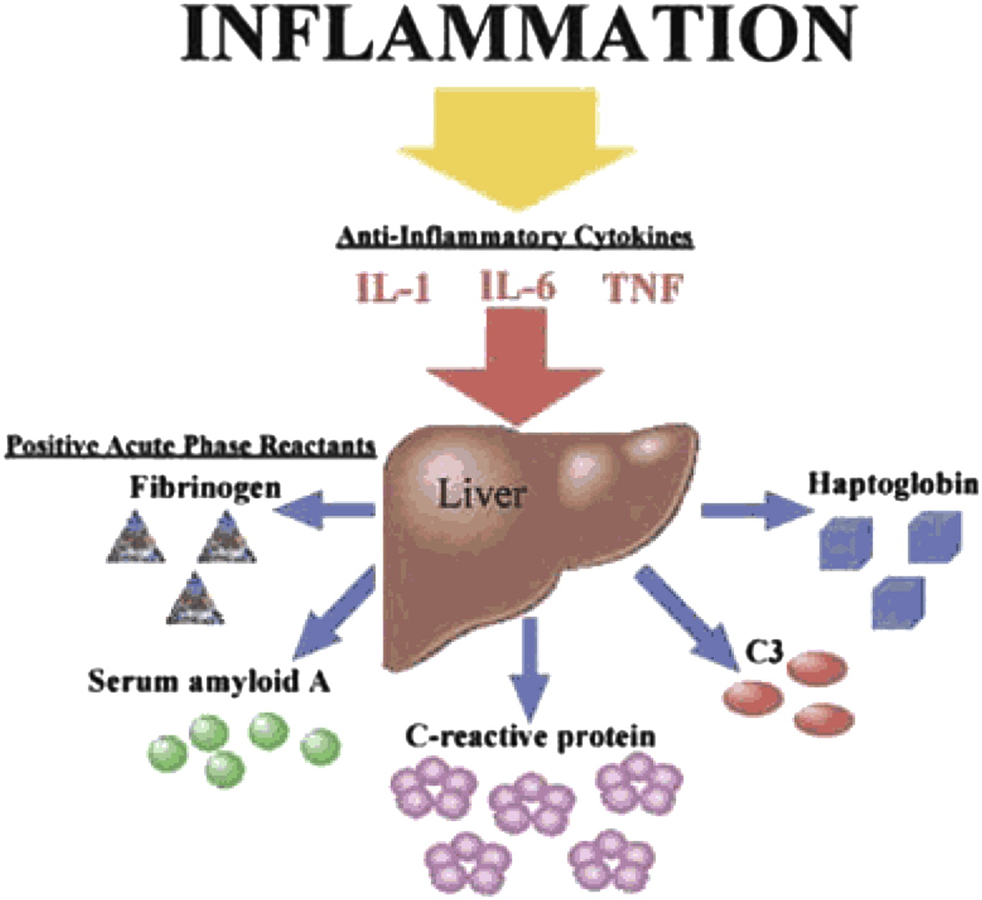 INFLAMMATION
Anti-Inflammatory Cytokines
IL-1 IL-6 TNF
Positive Acute Phase Reactants
Liver
Fibrinogen
Haptoglobin
C3
Serum amyloid A
C-reactive protein